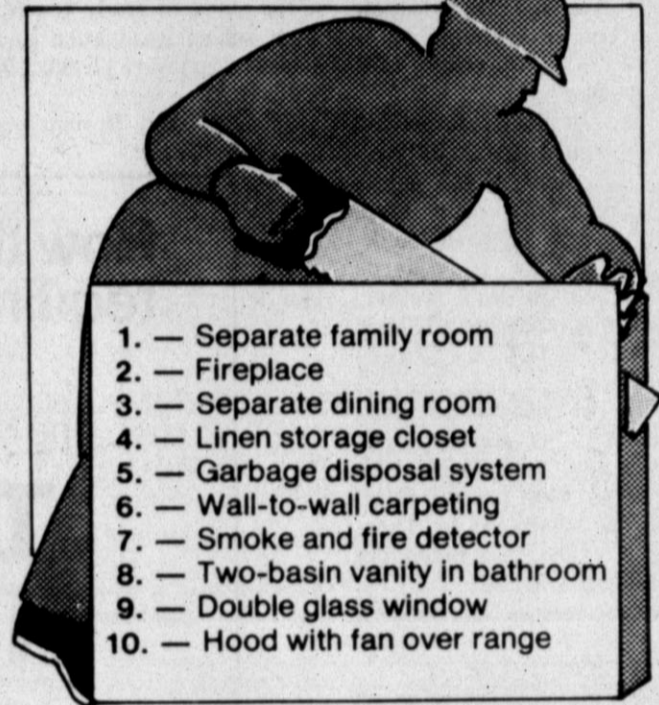 1. — Separate family room
2. — Fireplace
3. — Separate dining room
4. — Linen storage closet
5. — Garbage disposal system
6. — Wall-to-wall carpeting
7. — Smoke and fire detector
8. — Two-basin vanity in bathroom
9. — Double glass window
10. — Hood with fan over range